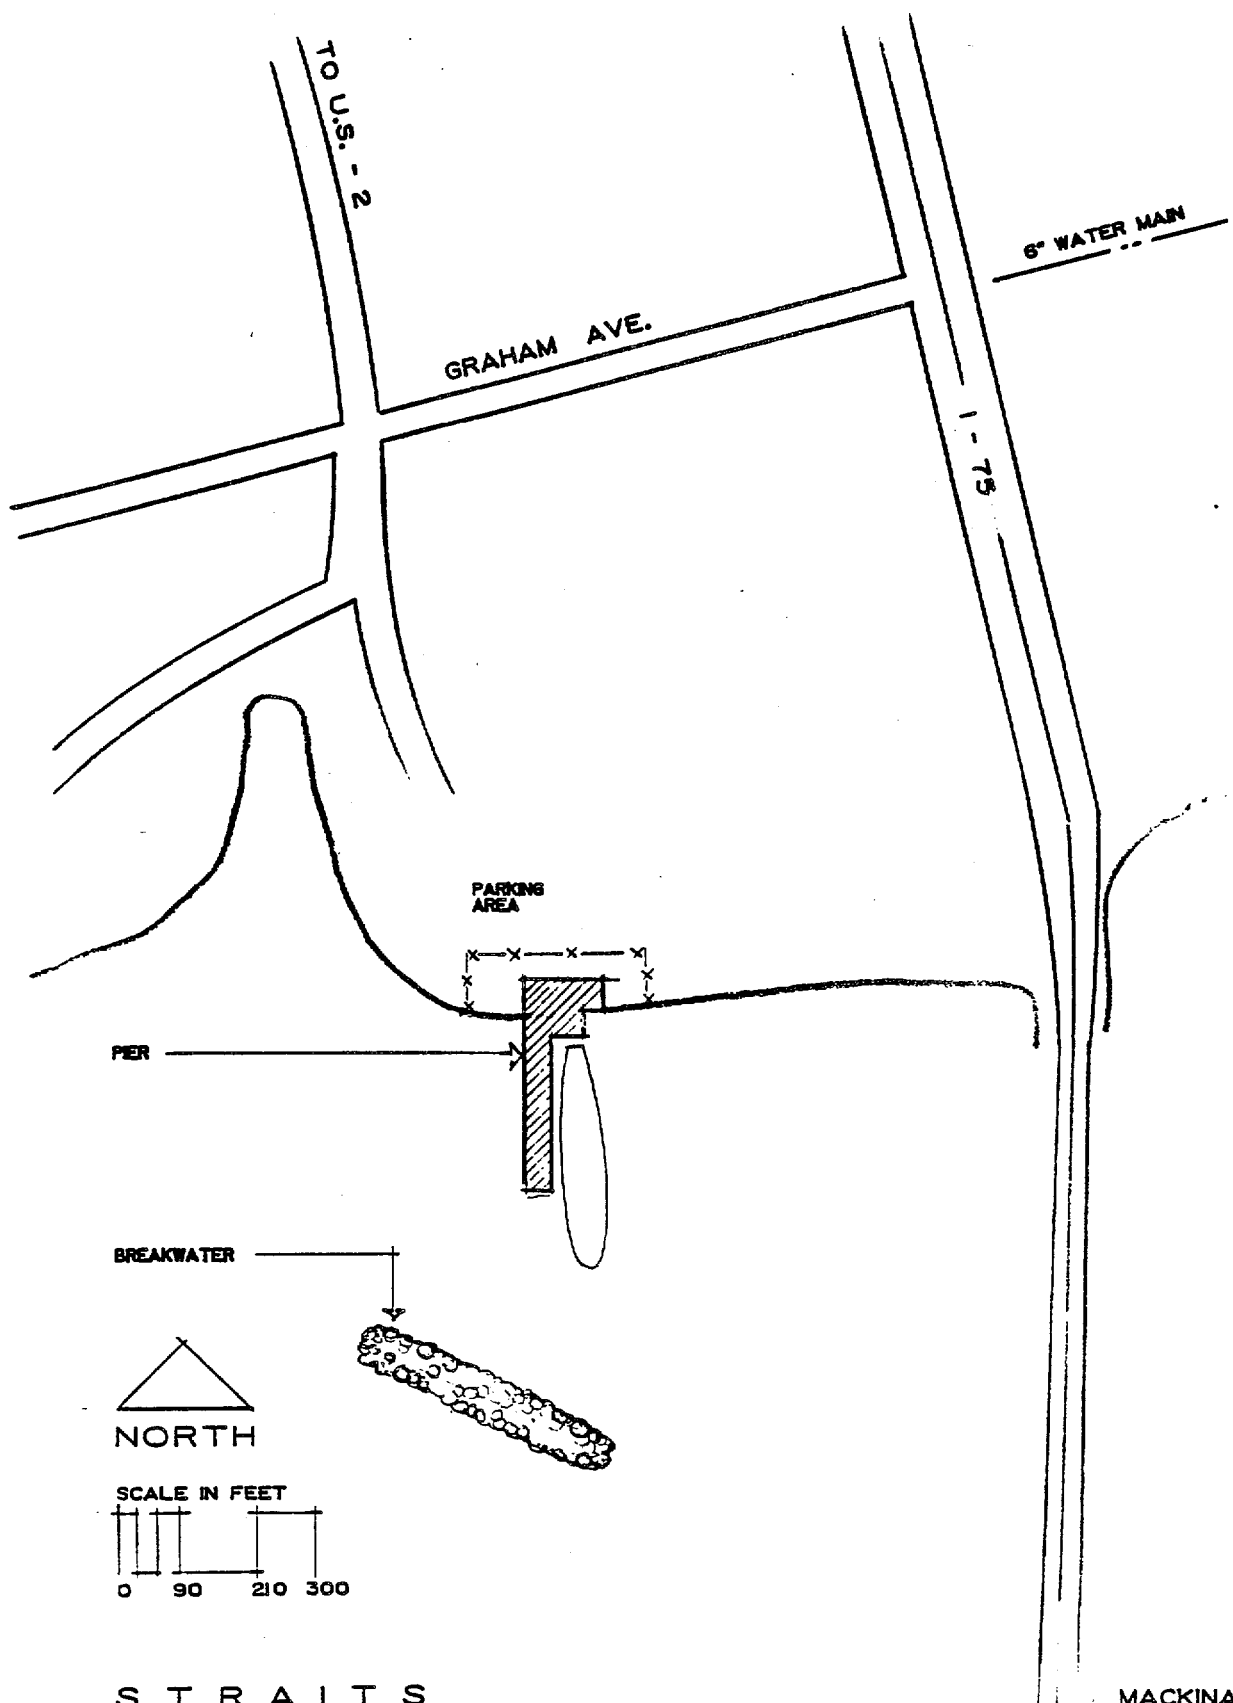 TO U.S. - 2
6" WATER MAIN
GRAHAM AVE.
I - 75
PARKING
AREA
PIER
BREAKWATER
NORTH
SCALE IN FEET
0 90 210 300
STRAITS
MACKINA